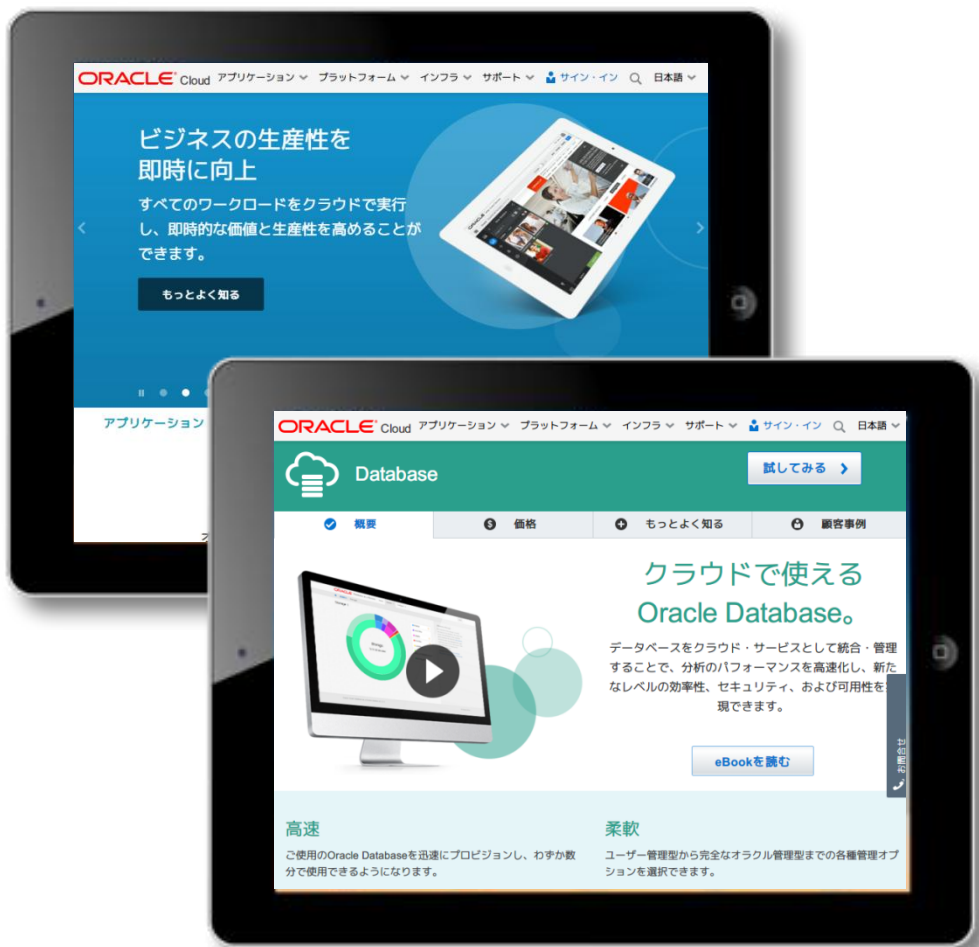 ORACLE Cloud アプリケーション プラットフォーム インフラ サポート サイン・イン 日本語
ビジネスの生産性を
即時に向上
すべてのワークロードをクラウドで実行
し、即時的な価値と生産性を高めることが
できます。
もっとよく知る
アプリケーション
ORACLE Cloud アプリケーション プラットフォーム インフラ サポート サイン・イン 日本語
Database
試してみる
概要 価格 もっとよく知る 顧客事例
クラウドで使える
Oracle Database。
データベースをクラウド・サービスとして統合・管理
することで、分析のパフォーマンスを高速化し、新た
なレベルの効率性、セキュリティ、および可用性を
現できます。
お問合せ
eBookを読む
高速
ご使用のOracle Databaseを迅速にプロビジョンし、わずか数
分で使用できるようになります。
柔軟
ユーザー管理型から完全なオラクル管理型までの各種管理オプ
ションを選択できます。